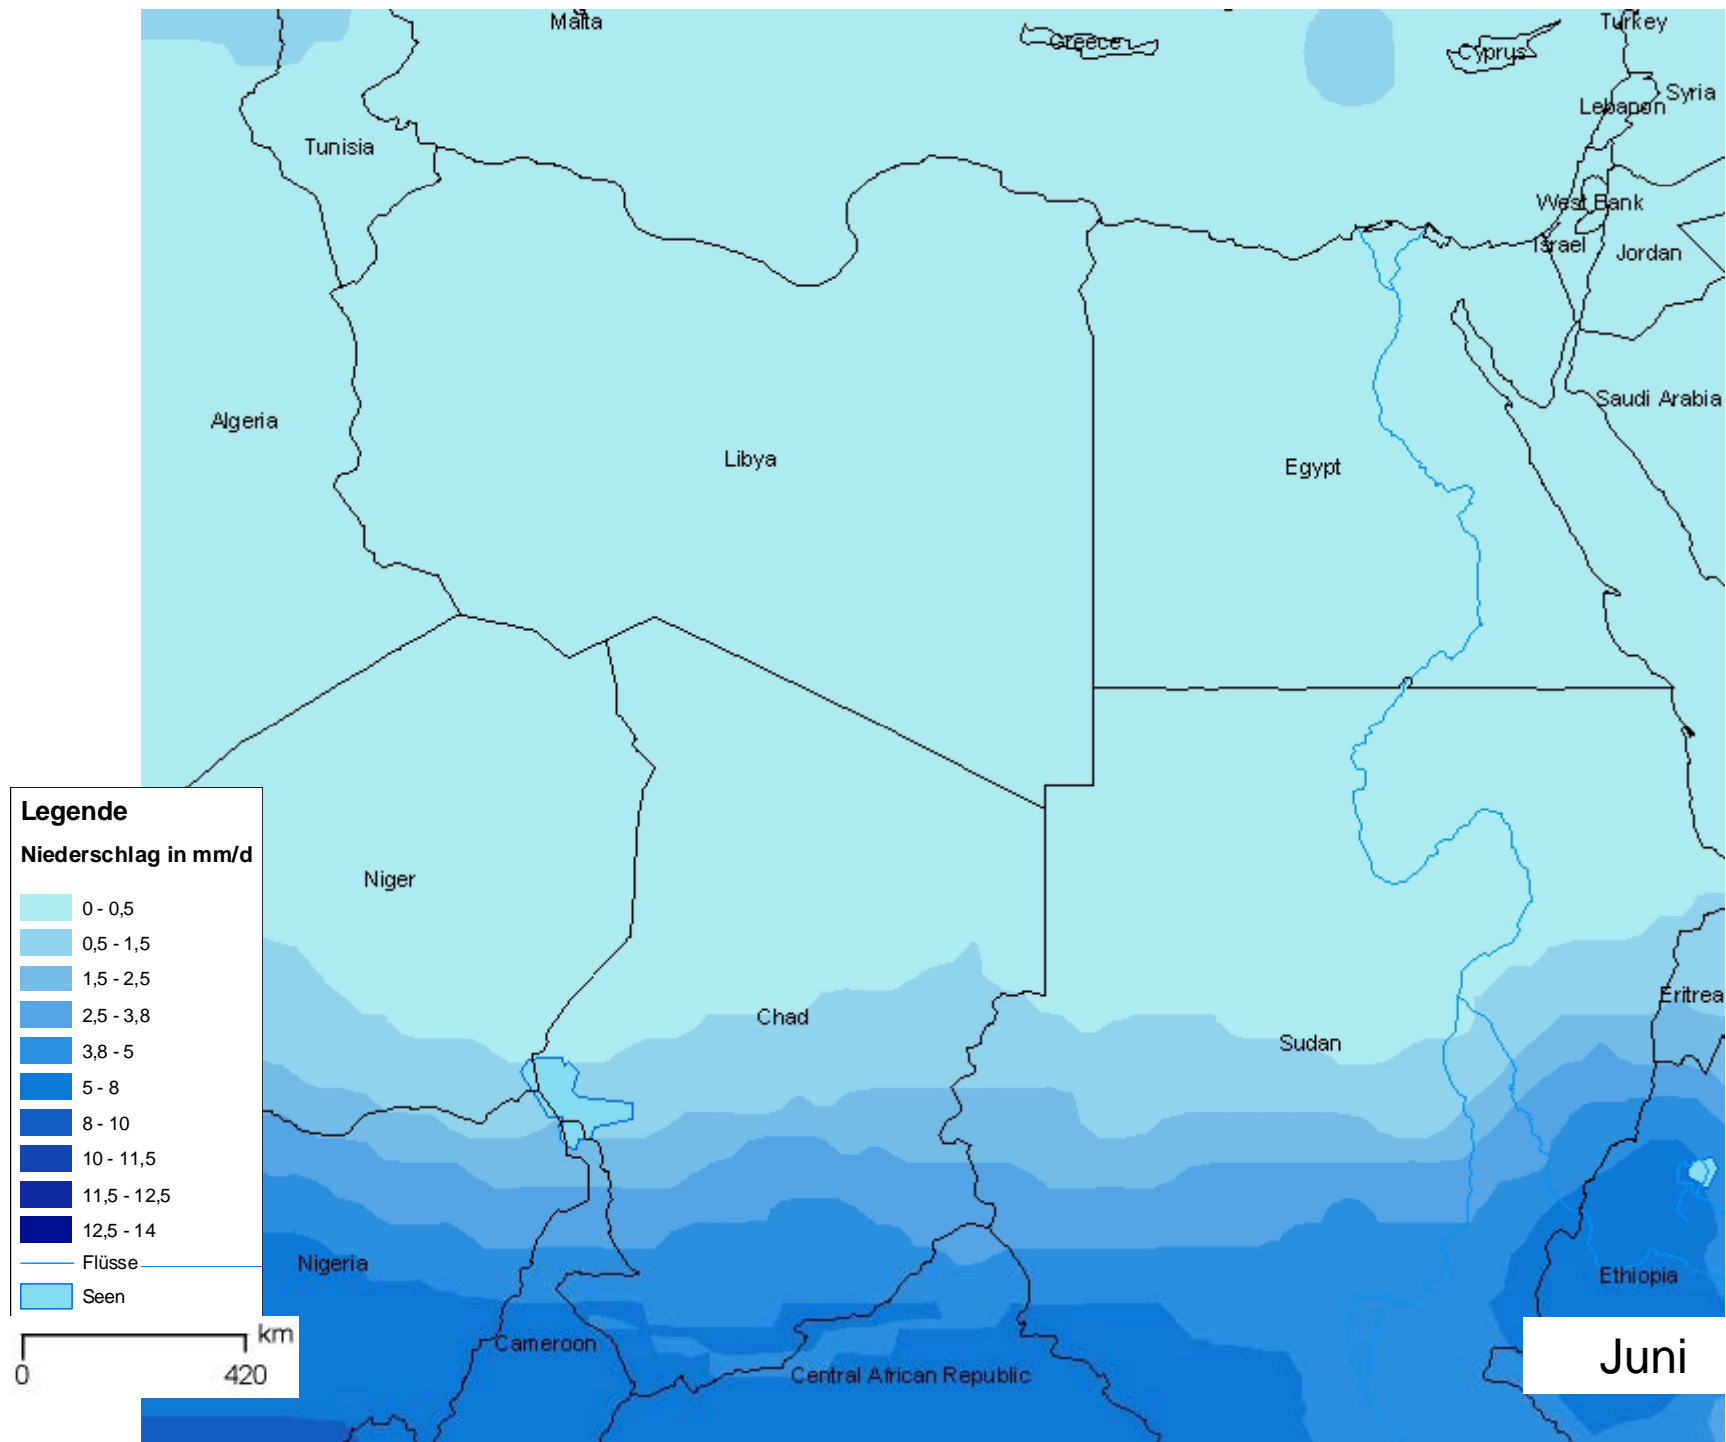 Malta
Greece
Turkey
Cyprus
Syria
Lebanon
Tunisia
West Bank
Israel
Jordan
Saudi Arabia
Algeria
Libya
Egypt
Niger
Chad
Sudan
Eritrea
Nigeria
Ethiopia
Cameroon
Central African Republic
Legende
Niederschlag in mm/d
0 - 0,5
0,5 - 1,5
1,5 - 2,5
2,5 - 3,8
3,8 - 5
5 - 8
8 - 10
10 - 11,5
11,5 - 12,5
12,5 - 14
Flüsse
Seen
km
0 420
Juni